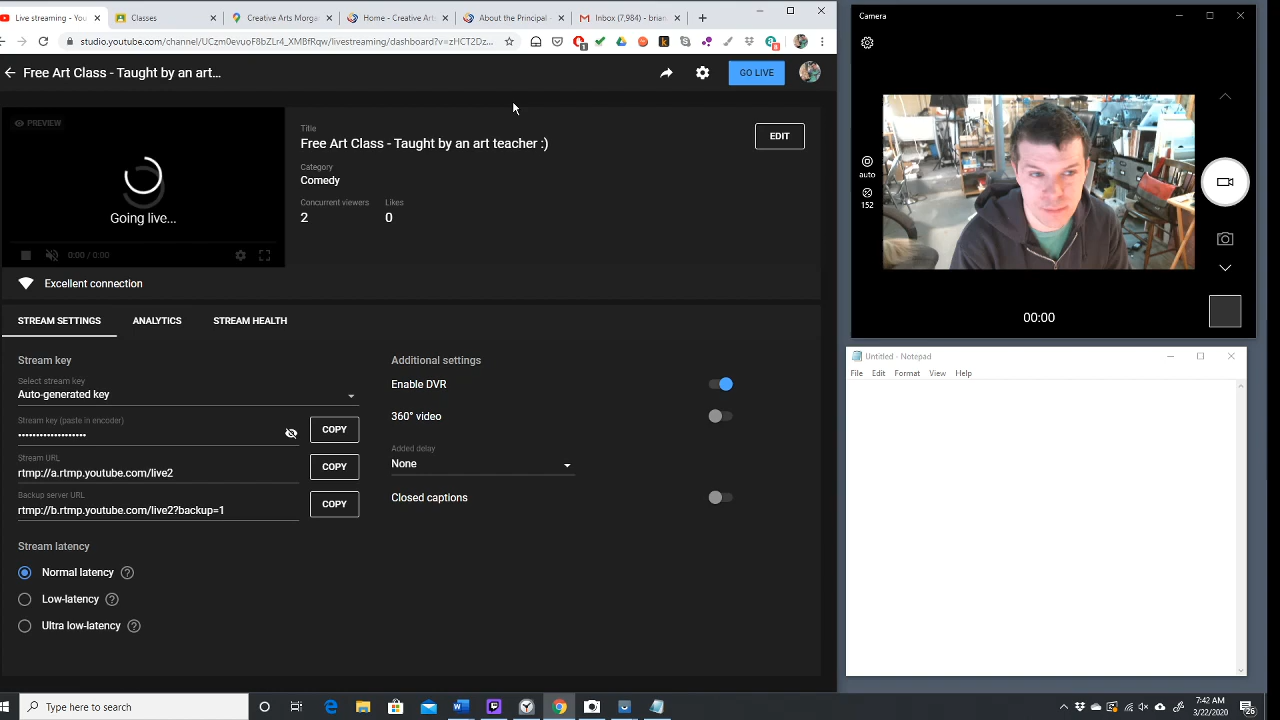 Live streaming - You
Classes
Creative Arts Morga
Home - Creative Arti
About the Principal -
Inbox (7,984) - brian
studio.youtube.com/channel/UCzm0evuoF8bZLr4_XMBfRqw/livestreaming/dashboard?v=zHCT2Dz...
Free Art Class - Taught by an art...
GO LIVE
PREVIEW
Going live...
0:00 / 0:00
Title
Free Art Class - Taught by an art teacher :)
EDIT
Category
Comedy
Concurrent viewers
Likes
2
0
Excellent connection
STREAM SETTINGS
ANALYTICS
STREAM HEALTH
Stream key
Select stream key
Auto-generated key
Stream key (paste in encoder)
••••••••••••••••••••
COPY
Stream URL
rtmp://a.rtmp.youtube.com/live2
COPY
Backup server URL
rtmp://b.rtmp.youtube.com/live2?backup=1
COPY
Stream latency
Normal latency
Low-latency
Ultra low-latency
Additional settings
Enable DVR
360° video
Added delay
None
Closed captions
Camera
auto
152
00:00
Untitled - Notepad
File Edit Format View Help
Type here to search
7:42 AM
3/22/2020